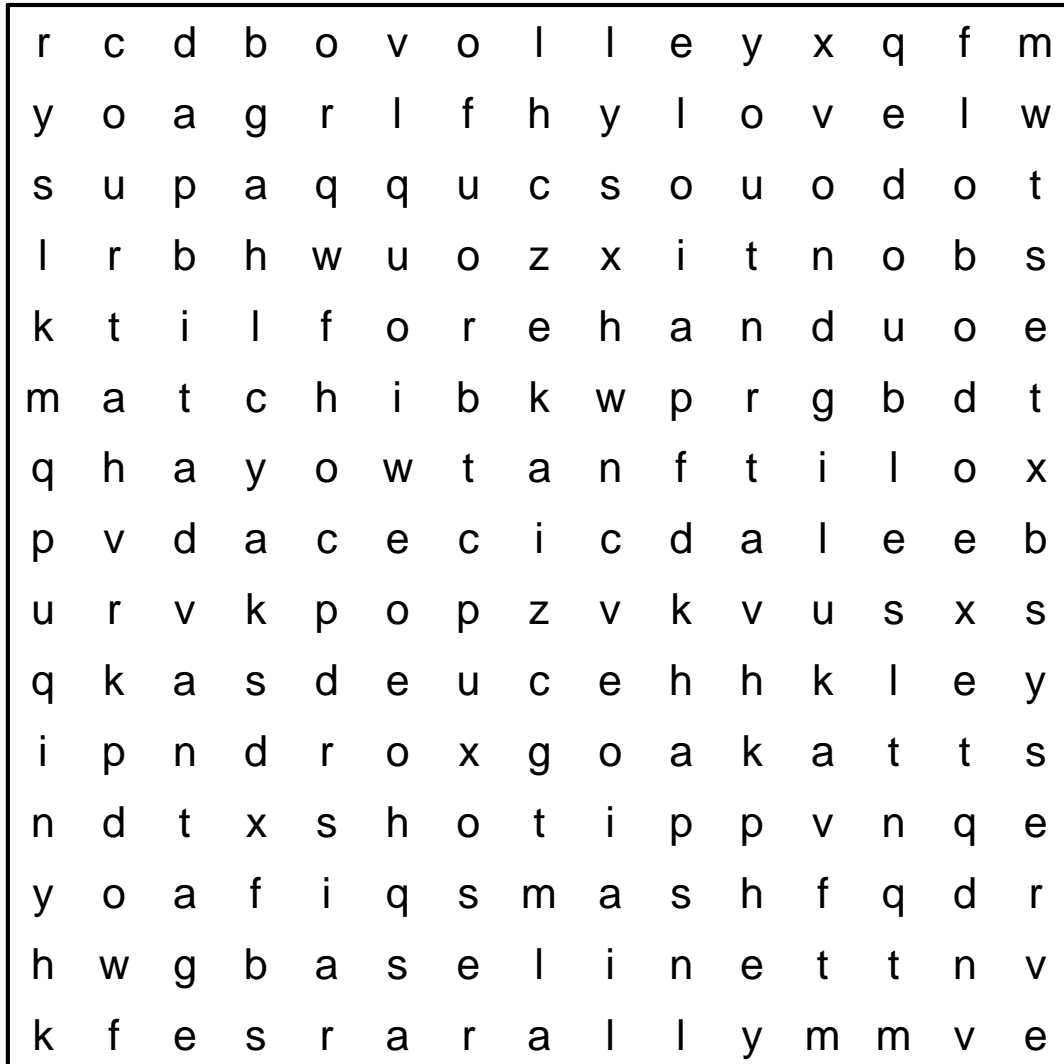 r c d b o v o l l e y x q f m
y o a g r l f h y l o v e l w
s u p a q q u c s o u o d o t
l r b h w u o z x i t n o b s
k t i l f o r e h a n d u o e
m a t c h i b k w p r g b d t
q h a y o w t a n f t i l o x
p v d a c e c i c d a l e e b
u r v k p o p z v k v u s x s
q k a s d e u c e h h k l e y
i p n d r o x g o a k a t t s
n d t x s h o t i p p v n q e
y o a f i q s m a s h f q d r
h w g b a s e l i n e t t n v
k f e s r a r a l l y m m v e